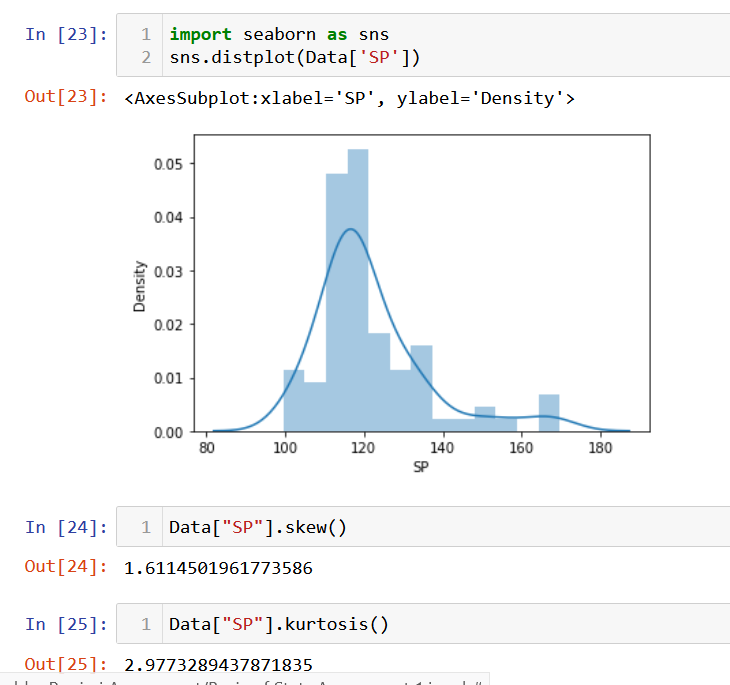 In [23]:
1 import seaborn as sns
2 sns.distplot(Data['SP'])
Out[23]: <AxesSubplot:xlabel='SP', ylabel='Density'>
0.05
0.04
0.03
0.02
0.01
0.00
Density
80 100 120 140 160 180
SP
In [24]: 1 Data["SP"].skew()
Out[24]: 1.6114501961773586
In [25]: 1 Data["SP"].kurtosis()
Out[25]: 2.9773289437871835